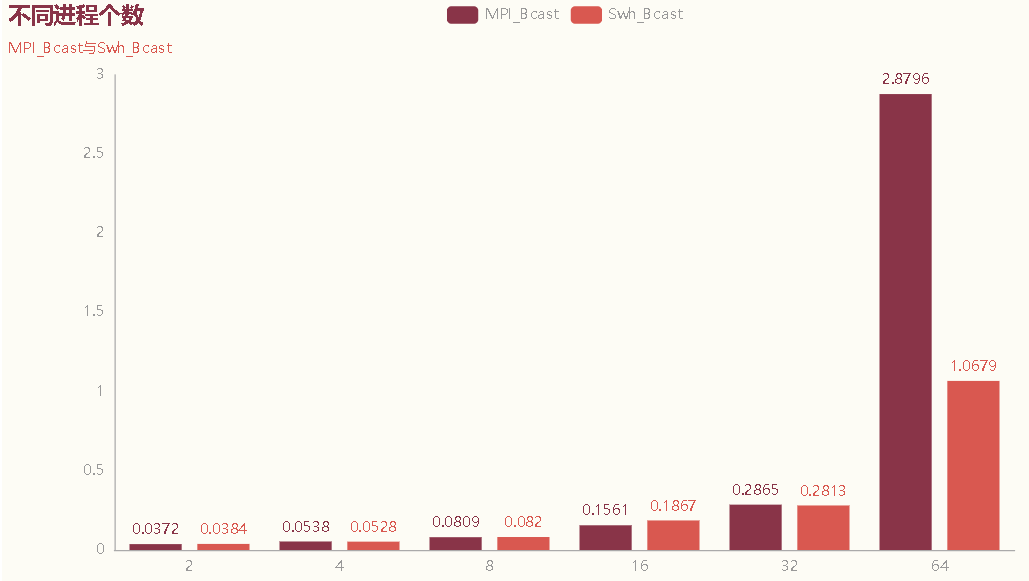 不同进程个数
MPI_Bcast Swh_Bcast
MPI_Bcast与Swh_Bcast
3
2.5
2
1.5
1
0.5
0
0.0372 0.0384 0.0538 0.0528 0.0809 0.082 0.1561 0.1867 0.2865 0.2813 2.8796 1.0679
2 4 8 16 32 64